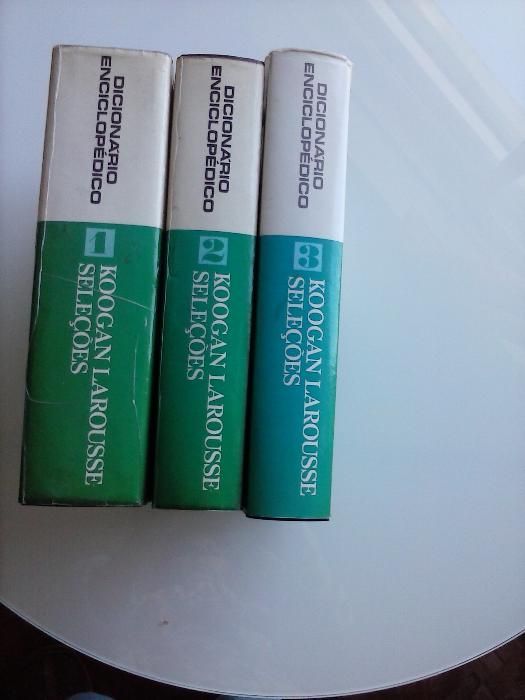 DICIONÁRIO
ENCICLOPÉDICO
1
KOOGAN LAROUSSE
SELEÇÕES
DICIONÁRIO
ENCICLOPÉDICO
2
KOOGAN LAROUSSE
SELEÇÕES
DICIONÁRIO
ENCICLOPÉDICO
3
KOOGAN LAROUSSE
SELEÇÕES